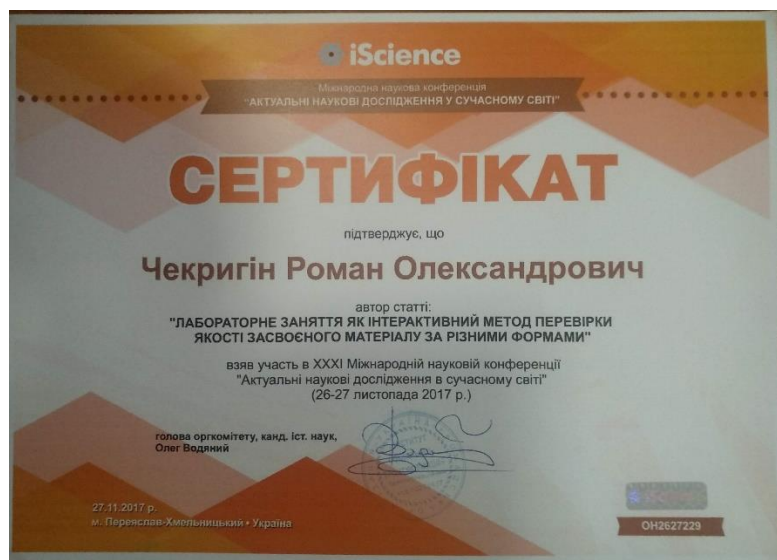 iScience
Міжнародна наукова конференція
"АКТУАЛЬНІ НАУКОВІ ДОСЛІДЖЕННЯ У СУЧАСНОМУ СВІТІ"
СЕРТИФІКАТ
підтверджує, що
Чекригін Роман Олександрович
автор статті:
"ЛАБОРАТОРНЕ ЗАНЯТТЯ ЯК ІНТЕРАКТИВНИЙ МЕТОД ПЕРЕВІРКИ
ЯКОСТІ ЗАСВОЄНОГО МАТЕРІАЛУ ЗА РІЗНИМИ ФОРМАМИ"
взяв участь в XXXI Міжнародній науковій конференції
"Актуальні наукові дослідження в сучасному світі"
(26-27 листопада 2017 р.)
голова оргкомітету, канд. іст. наук,
Олег Водяний
27.11.2017 р.
м. Переяслав-Хмельницький • Україна
ОН2627229